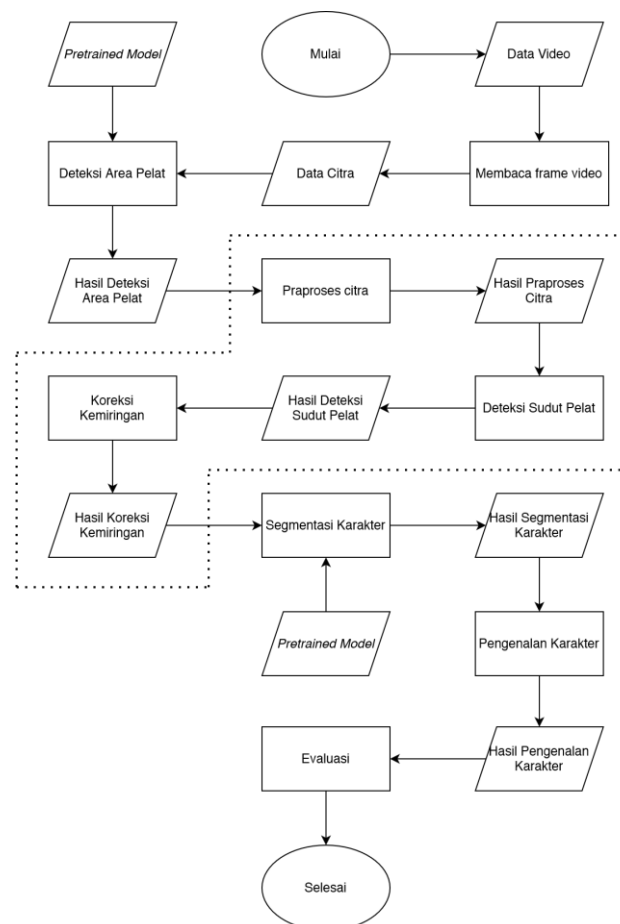 Pretrained Model
Mulai
Data Video
Deteksi Area Pelat
Data Citra
Membaca frame video
Hasil Deteksi
Area Pelat
Praproses citra
Hasil Praproses
Citra
Koreksi
Kemiringan
Hasil Deteksi
Sudut Pelat
Deteksi Sudut Pelat
Hasil Koreksi
Kemiringan
Segmentasi Karakter
Hasil Segmentasi
Karakter
Pretrained Model
Pengenalan Karakter
Evaluasi
Hasil Pengenalan
Karakter
Selesai